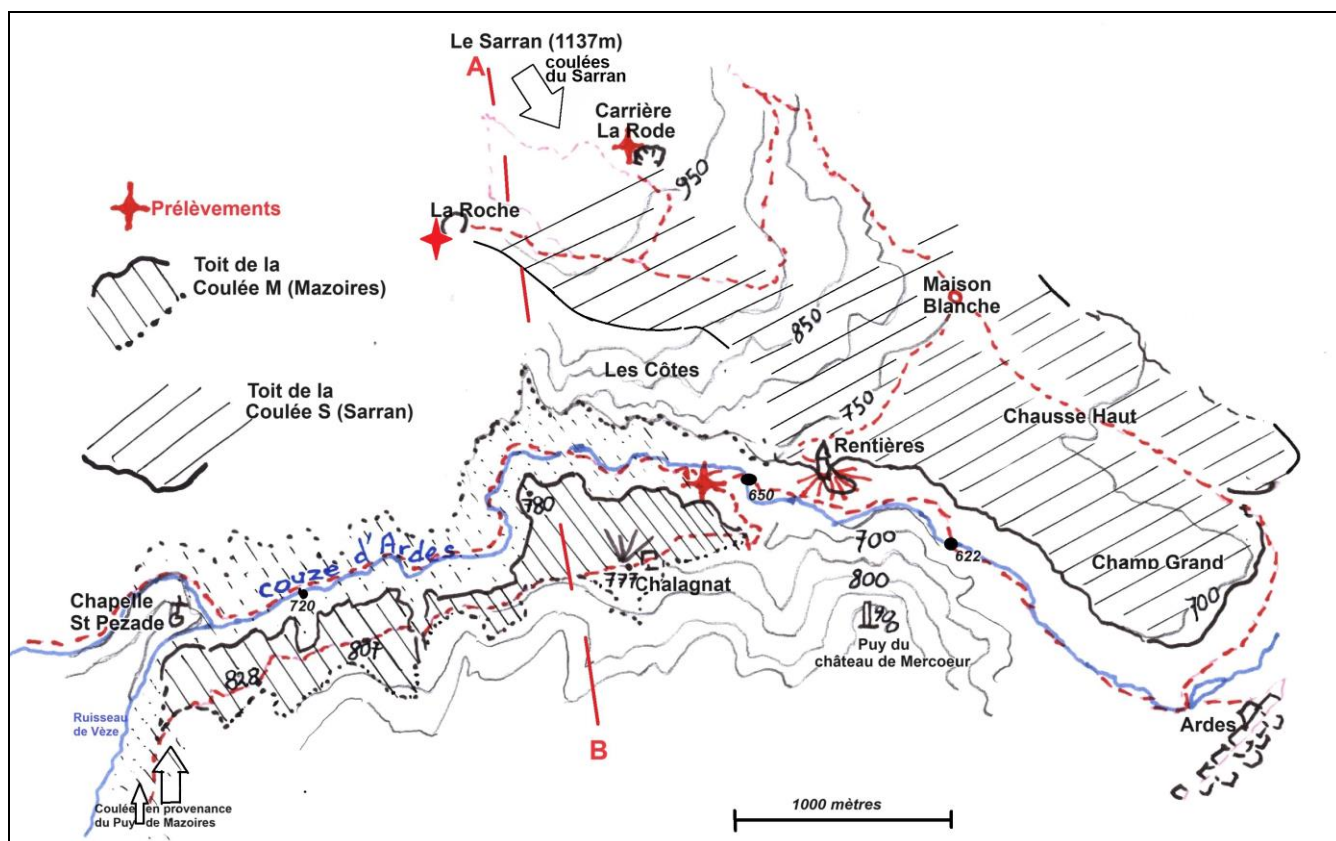 Le Sarran (1137m)
A
coulées
du Sarran
Carrière
La Rode
950
Prélèvements
La Roche
Toit de la
Coulée M (Mazoires)
Maison
Blanche
850
Les Côtes
Toit de la
Coulée S (Sarran)
750
Chausse Haut
Rentières
780
650
couze d'Ardes
700
622
Champ Grand
777
Chalagnat
800
700
Chapelle
St Pezade
720
807
828
Puy du
château de Mercoeur
Ruisseau
de Vèze
Ardes
B
Coulée en provenance
du Puy de Mazoires
1000 mètres